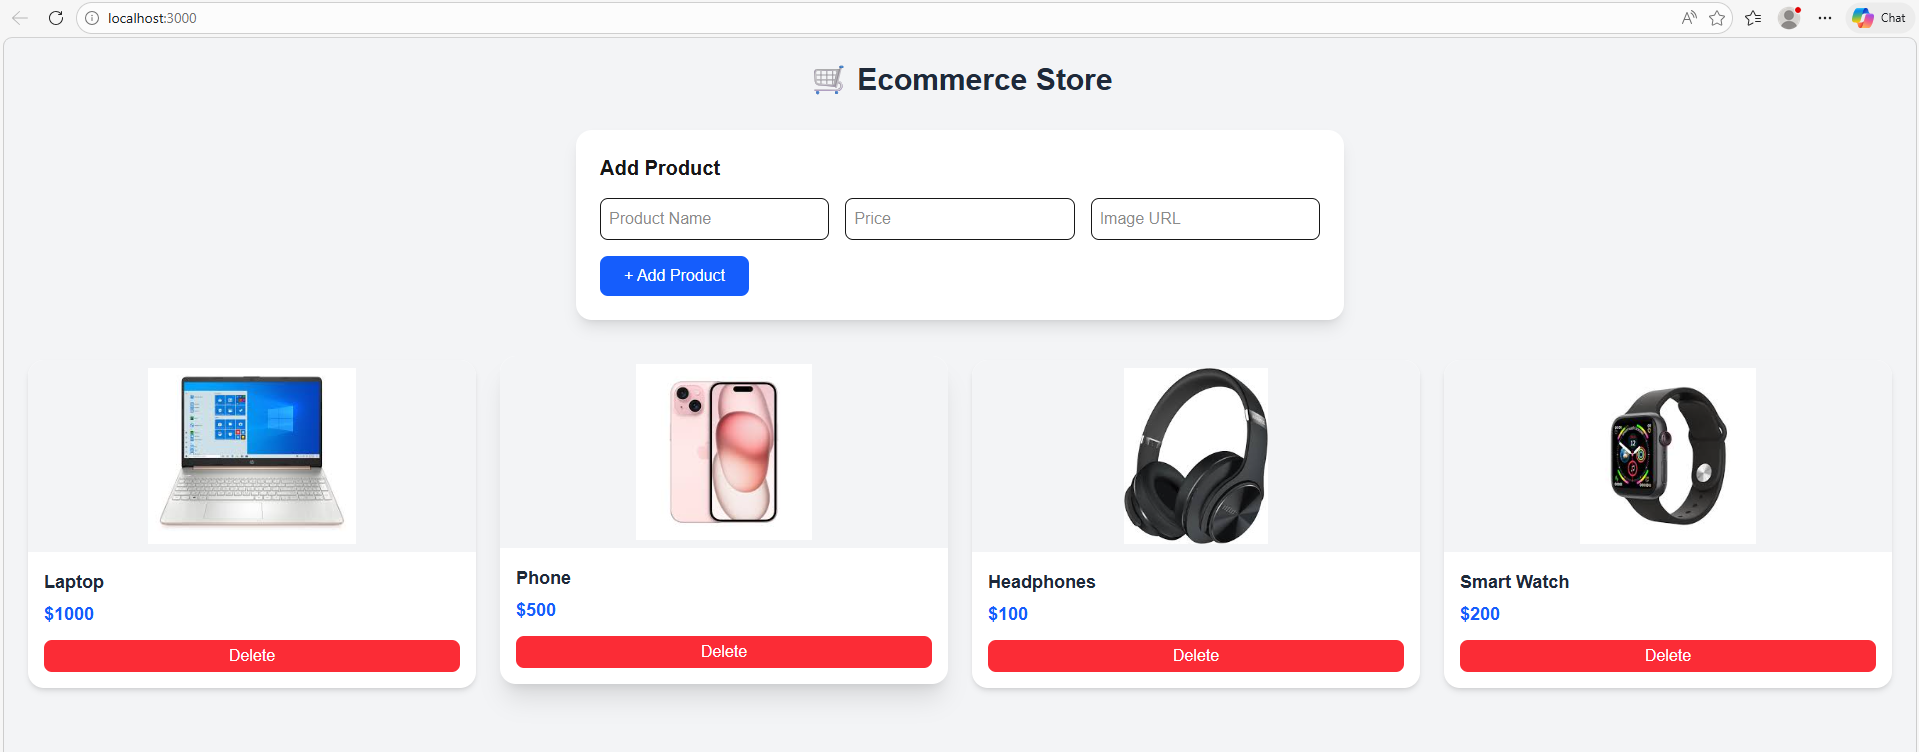 localhost:3000
Chat
Ecommerce Store
Add Product
Product Name
Price
Image URL
+ Add Product
Laptop
$1000
Delete
Phone
$500
Delete
Headphones
$100
Delete
Smart Watch
$200
Delete